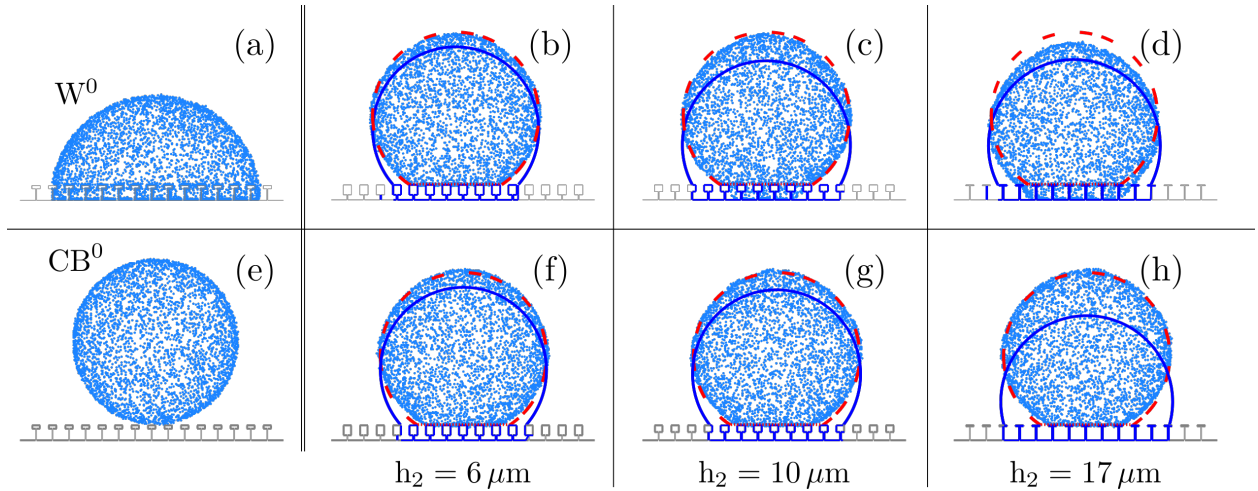 (a) (b) (c) (d)
W⁰
CB⁰ (e) (f) (g) (h)
h₂ = 6 μm h₂ = 10 μm h₂ = 17 μm